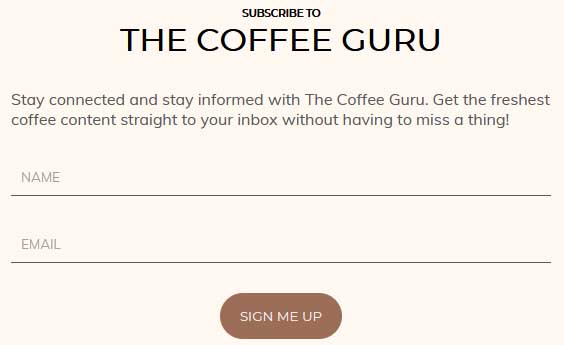 SUBSCRIBE TO
THE COFFEE GURU
Stay connected and stay informed with The Coffee Guru. Get the freshest
coffee content straight to your inbox without having to miss a thing!
NAME
EMAIL
SIGN ME UP